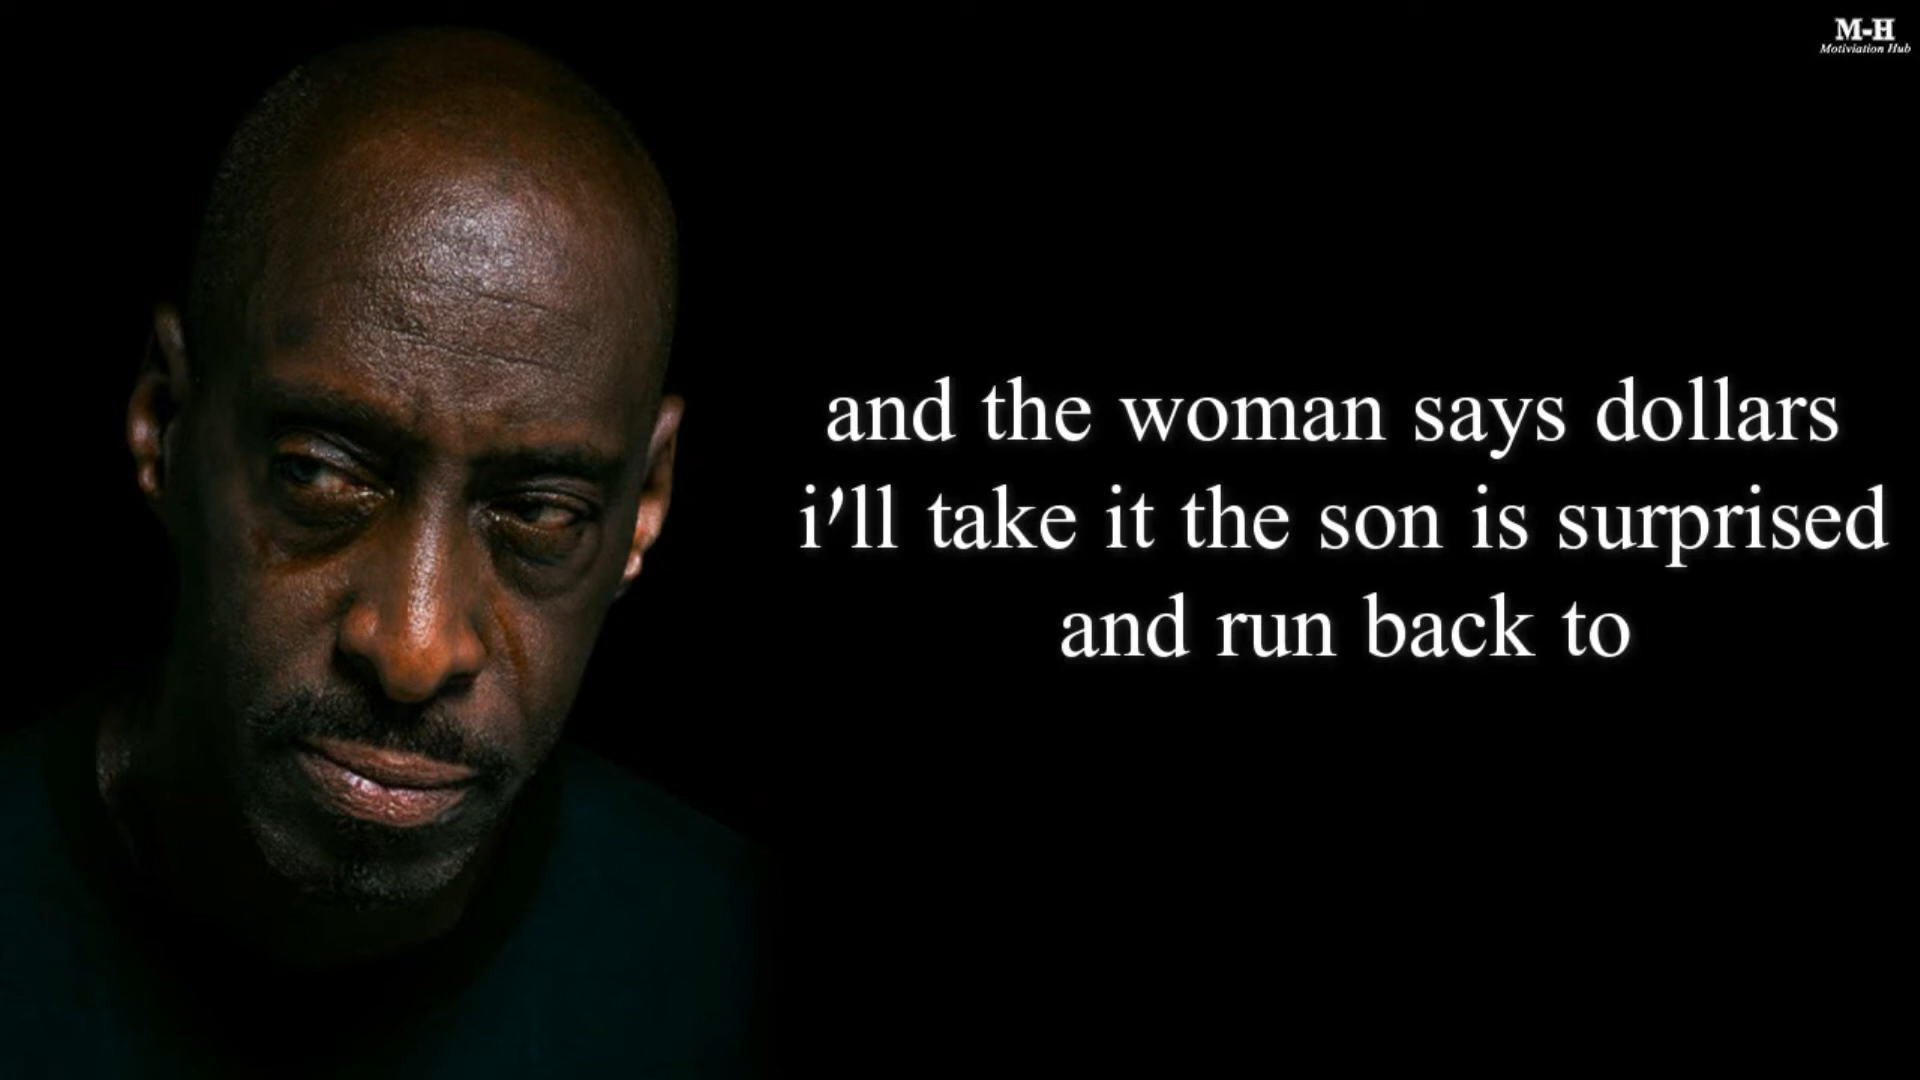 M-H
Motiviation Hub
and the woman says dollars
i'll take it the son is surprised
and run back to